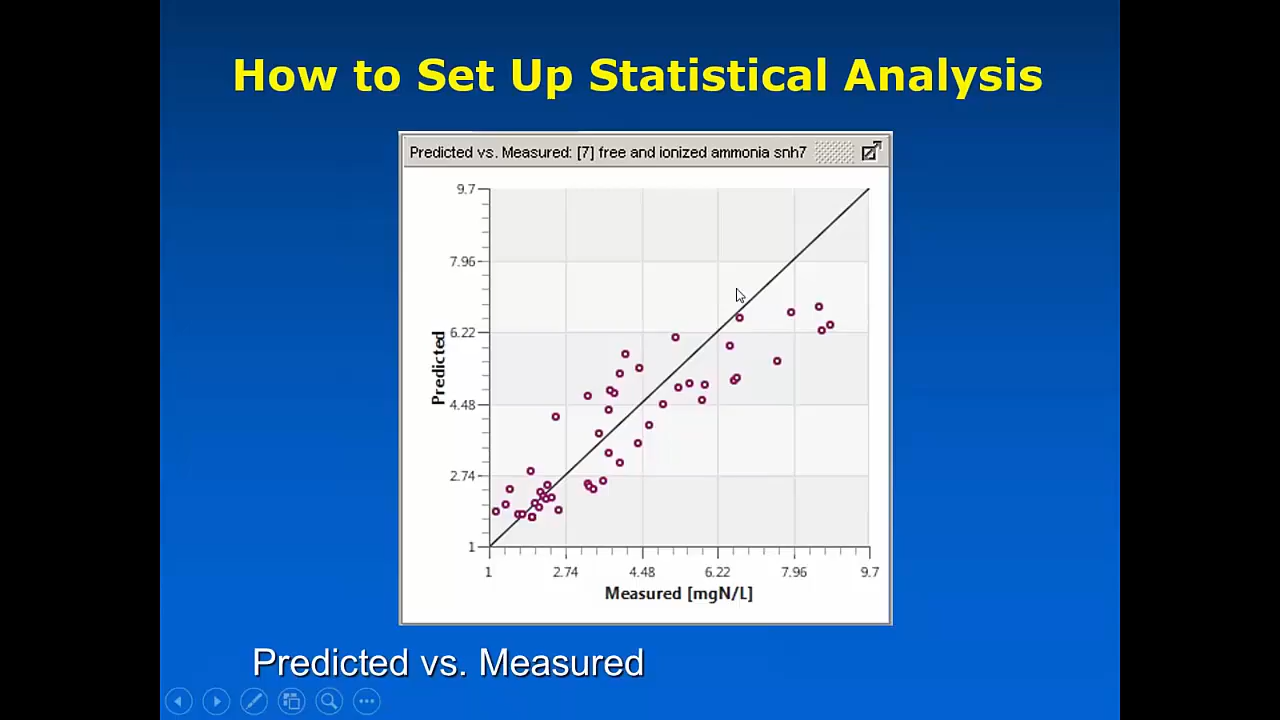 How to Set Up Statistical Analysis
Predicted vs. Measured: [7] free and ionized ammonia snh7
9.7
7.96
6.22
4.48
2.74
1
Predicted
1 2.74 4.48 6.22 7.96 9.7
Measured [mgN/L]
Predicted vs. Measured